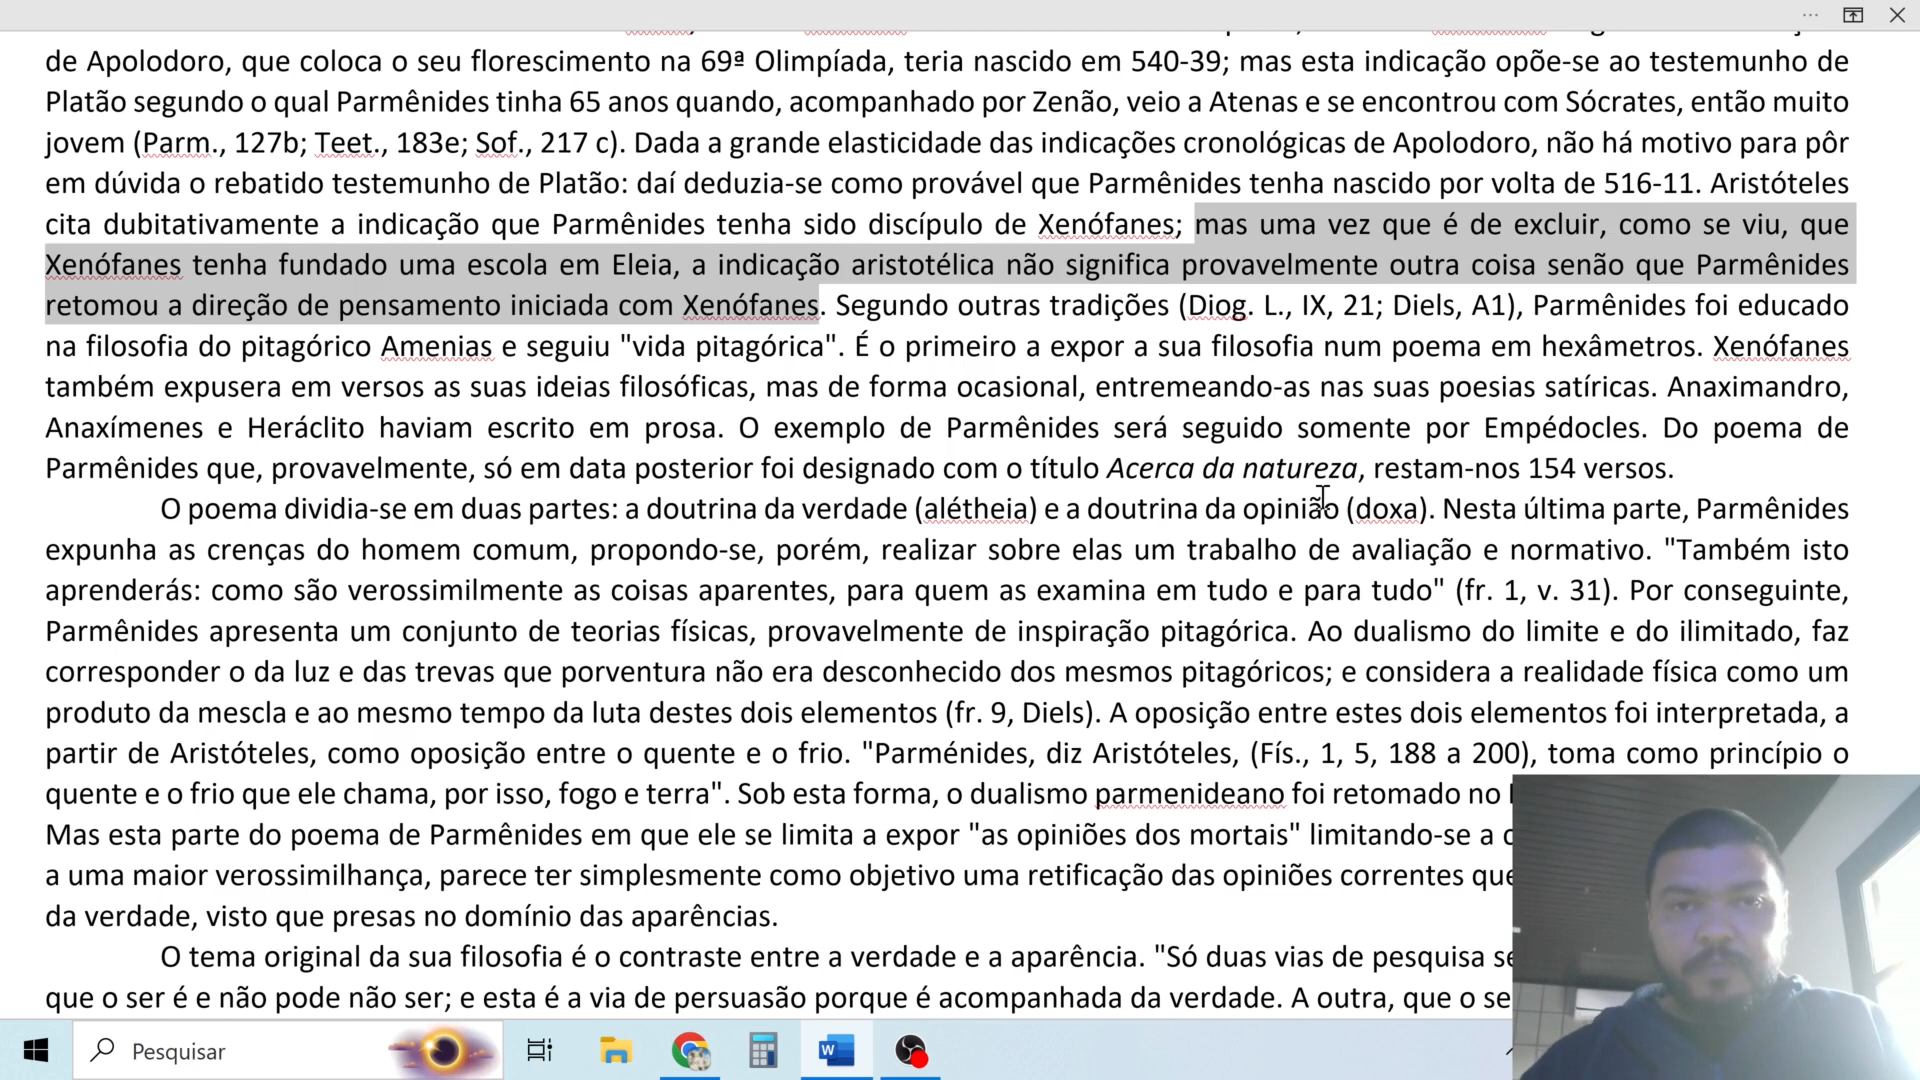 de Apolodoro, que coloca o seu florescimento na 69ª Olimpíada, teria nascido em 540-39; mas esta indicação opõe-se ao testemunho de
Platão segundo o qual Parmênides tinha 65 anos quando, acompanhado por Zenão, veio a Atenas e se encontrou com Sócrates, então muito
jovem (Parm., 127b; Teet., 183e; Sof., 217 c). Dada a grande elasticidade das indicações cronológicas de Apolodoro, não há motivo para pôr
em dúvida o rebatido testemunho de Platão: daí deduzia-se como provável que Parmênides tenha nascido por volta de 516-11. Aristóteles
cita dubitativamente a indicação que Parmênides tenha sido discípulo de Xenófanes; mas uma vez que é de excluir, como se viu, que
Xenófanes tenha fundado uma escola em Eleia, a indicação aristotélica não significa provavelmente outra coisa senão que Parmênides
retomou a direção de pensamento iniciada com Xenófanes. Segundo outras tradições (Diog. L., IX, 21; Diels, A1), Parmênides foi educado
na filosofia do pitagórico Amenias e seguiu "vida pitagórica". É o primeiro a expor a sua filosofia num poema em hexâmetros. Xenófanes
também expusera em versos as suas ideias filosóficas, mas de forma ocasional, entremeando-as nas suas poesias satíricas. Anaximandro,
Anaxímenes e Heráclito haviam escrito em prosa. O exemplo de Parmênides será seguido somente por Empédocles. Do poema de
Parmênides que, provavelmente, só em data posterior foi designado com o título Acerca da natureza, restam-nos 154 versos.
O poema dividia-se em duas partes: a doutrina da verdade (alétheia) e a doutrina da opinião (doxa). Nesta última parte, Parmênides
expunha as crenças do homem comum, propondo-se, porém, realizar sobre elas um trabalho de avaliação e normativo. "Também isto
aprenderás: como são verossimilmente as coisas aparentes, para quem as examina em tudo e para tudo" (fr. 1, v. 31). Por conseguinte,
Parmênides apresenta um conjunto de teorias físicas, provavelmente de inspiração pitagórica. Ao dualismo do limite e do ilimitado, faz
corresponder o da luz e das trevas que porventura não era desconhecido dos mesmos pitagóricos; e considera a realidade física como um
produto da mescla e ao mesmo tempo da luta destes dois elementos (fr. 9, Diels). A oposição entre estes dois elementos foi interpretada, a
partir de Aristóteles, como oposição entre o quente e o frio. "Parménides, diz Aristóteles, (Fís., 1, 5, 188 a 200), toma como princípio o
quente e o frio que ele chama, por isso, fogo e terra". Sob esta forma, o dualismo parmenideano foi retomado no
Mas esta parte do poema de Parmênides em que ele se limita a expor "as opiniões dos mortais" limitando-se a
a uma maior verossimilhança, parece ter simplesmente como objetivo uma retificação das opiniões correntes que
da verdade, visto que presas no domínio das aparências.
O tema original da sua filosofia é o contraste entre a verdade e a aparência. "Só duas vias de pesquisa
que o ser é e não pode não ser; e esta é a via de persuasão porque é acompanhada da verdade. A outra, que o
Pesquisar
W